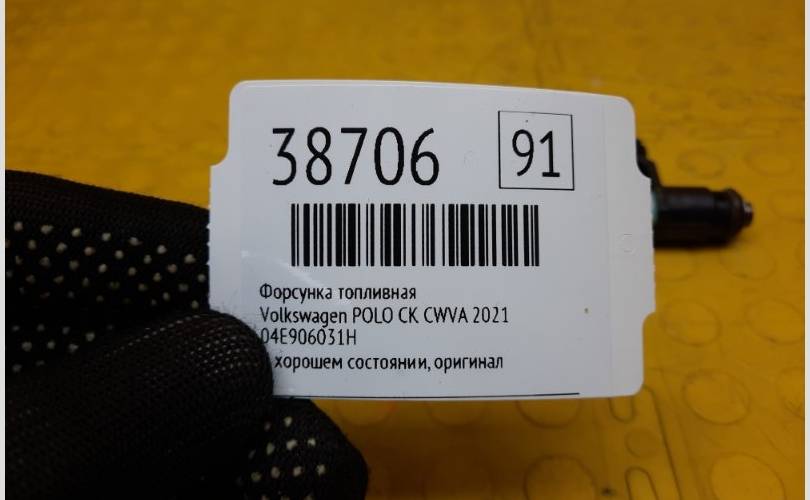 38706
91
Форсунка топливная
Volkswagen POLO CK CWVA 2021
04E906031H
хорошем состоянии, оригинал